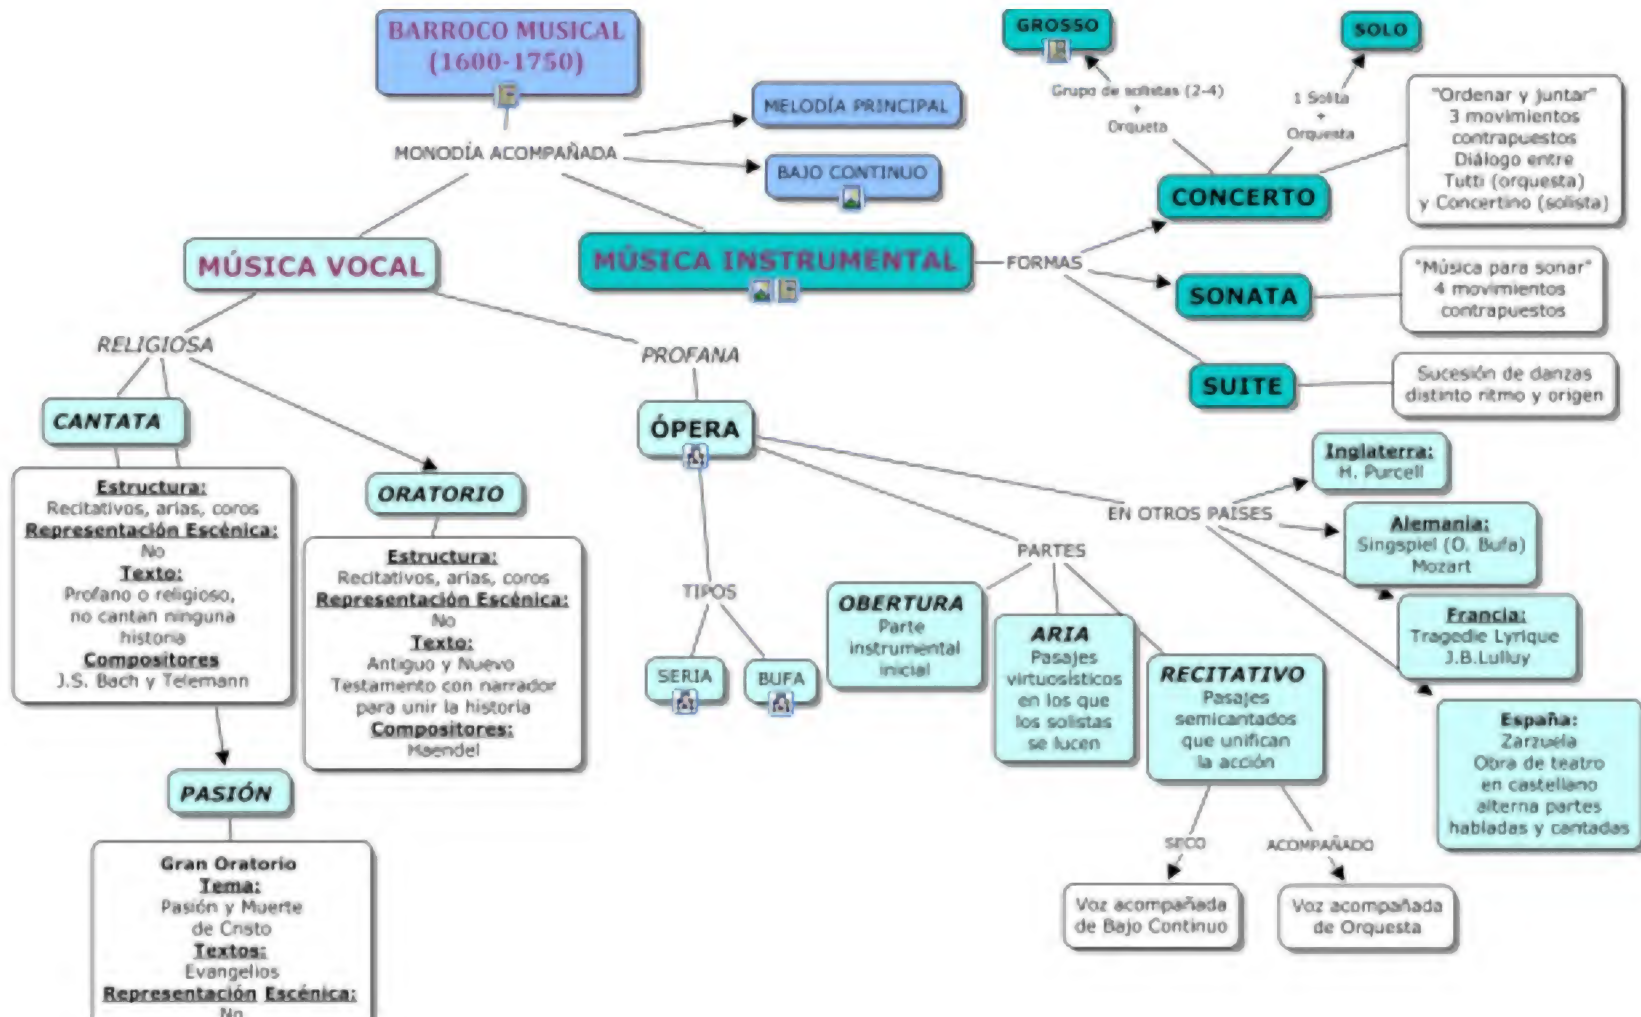 BARROCO MUSICAL
(1600-1750)
MONODÍA ACOMPAÑADA
MELODÍA PRINCIPAL
BAJO CONTINUO
MÚSICA VOCAL
MÚSICA INSTRUMENTAL
FORMAS
GROSSO
SOLO
Grupo de solistas (2-4)
+
Orqueta
1 Solita
+
Orquesta
CONCERTO
"Ordenar y juntar"
3 movimientos
contrapuestos
Diálogo entre
Tutti (orquesta)
y Concertino (solista)
SONATA
"Música para sonar"
4 movimientos
contrapuestos
SUITE
Sucesión de danzas
distinto ritmo y origen
RELIGIOSA
PROFANA
CANTATA
Estructura:
Recitativos, arias, coros
Representación Escénica:
No
Texto:
Profano o religioso,
no cantan ninguna
historia
Compositores
J.S. Bach y Telemann
ORATORIO
Estructura:
Recitativos, arias, coros
Representación Escénica:
No
Texto:
Antiguo y Nuevo
Testamento con narrador
para unir la historia
Compositores:
Haendel
PASIÓN
Gran Oratorio
Tema:
Pasión y Muerte
de Cristo
Textos:
Evangelios
Representación Escénica:
No
ÓPERA
TIPOS
SERIA
BUFA
PARTES
OBERTURA
Parte
instrumental
inicial
ARIA
Pasajes
virtuosísticos
en los que
los solistas
se lucen
RECITATIVO
Pasajes
semicantados
que unifican
la acción
SECO
ACOMPAÑADO
Voz acompañada
de Bajo Continuo
Voz acompañada
de Orquesta
EN OTROS PAISES
Inglaterra:
H. Purcell
Alemania:
Singspiel (O. Bufa)
Mozart
Francia:
Tragedie Lyrique
J.B.Lulluy
España:
Zarzuela
Obra de teatro
en castellano
alterna partes
habladas y cantadas